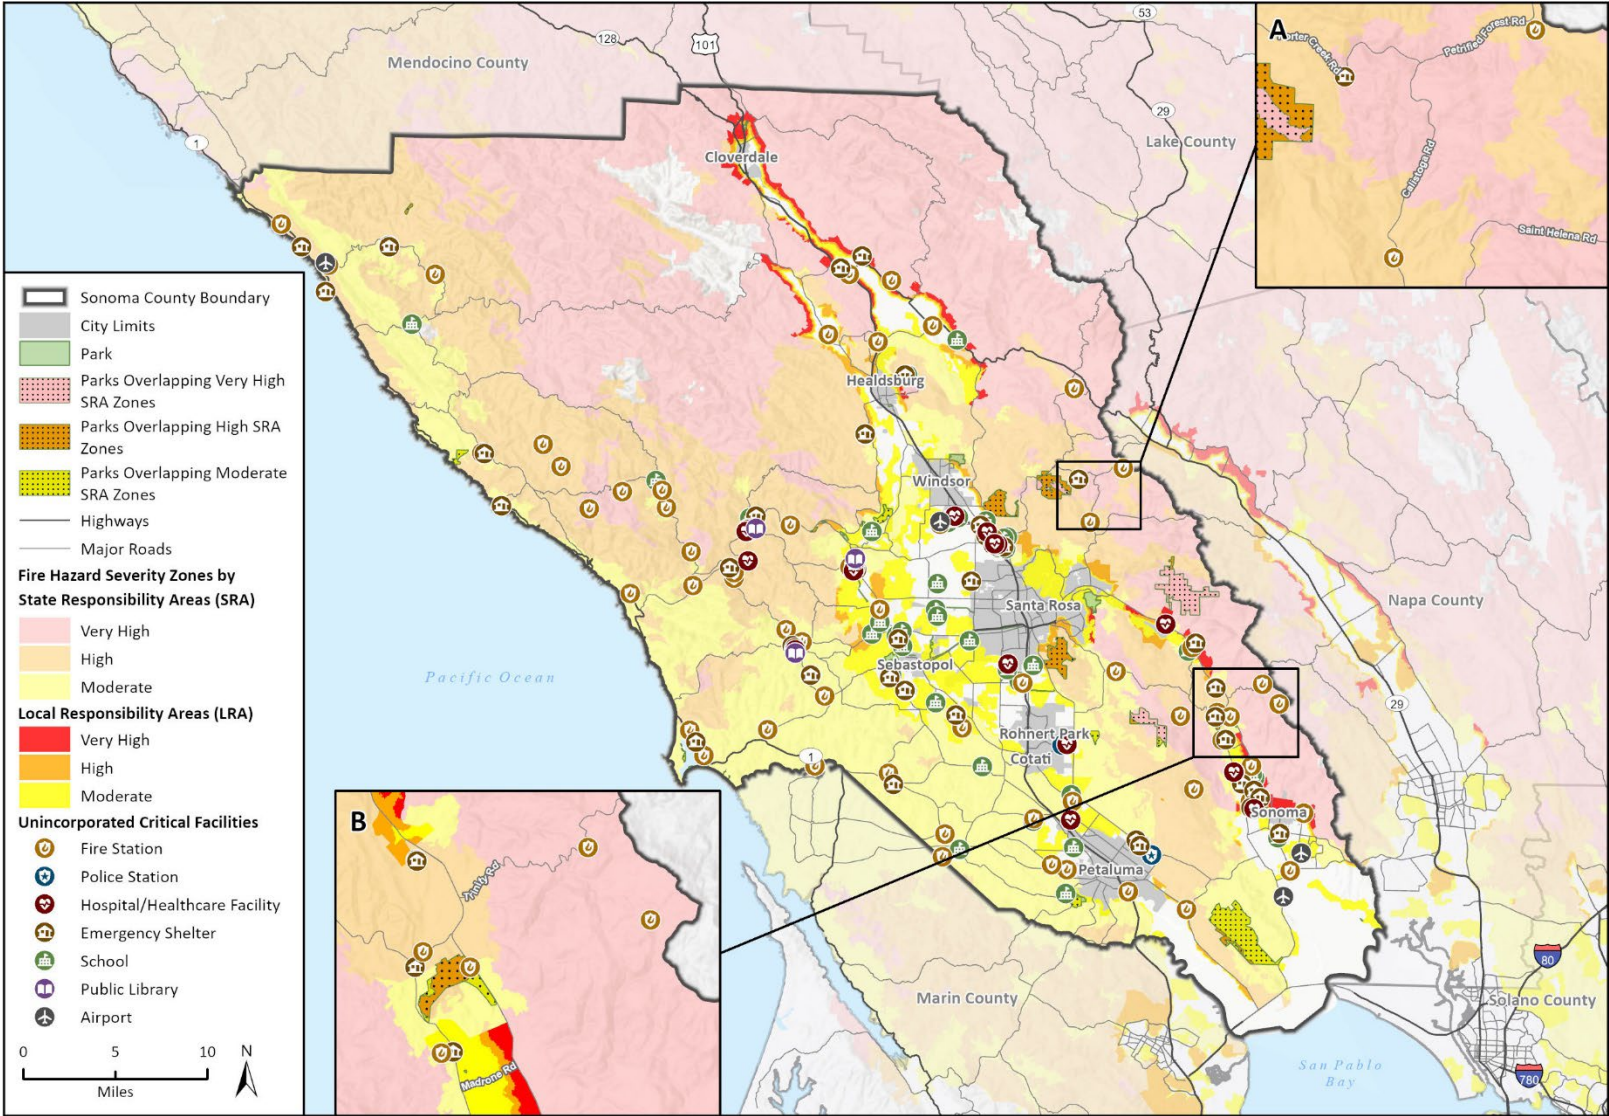 53
A
Petrified Forest Rd
Porter Creek Rd
Calistoga Rd
Saint Helena Rd
128
101
Mendocino County
29
Lake County
1
Cloverdale
Sonoma County Boundary
City Limits
Park
Parks Overlapping Very High
SRA Zones
Parks Overlapping High SRA
Zones
Parks Overlapping Moderate
SRA Zones
Highways
Major Roads
Fire Hazard Severity Zones by
State Responsibility Areas (SRA)
Very High
High
Moderate
Local Responsibility Areas (LRA)
Very High
High
Moderate
Unincorporated Critical Facilities
Fire Station
Police Station
Hospital/Healthcare Facility
Emergency Shelter
School
Public Library
Airport
0 5 10
Miles
N
Healdsburg
Windsor
Santa Rosa
Napa County
Sebastopol
Pacific Ocean
29
Rohnert Park
Cotati
1
Sonoma
Petaluma
B
Madrone Rd
Marin County
80
Solano County
San Pablo
Bay
780